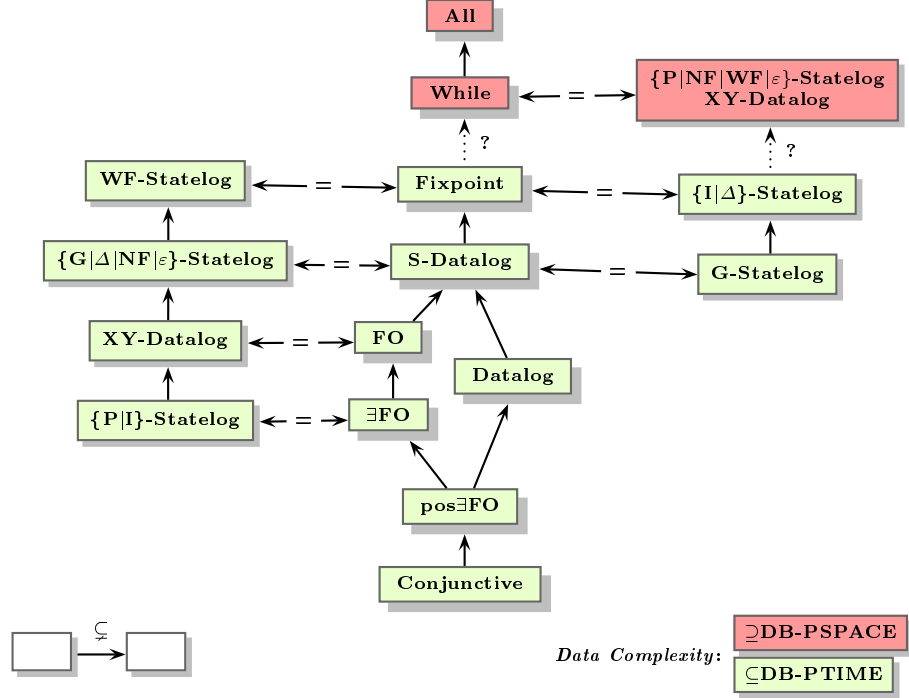 All
While
=
{P|NF|WF|ε}-Statelog
XY-Datalog
?
?
WF-Statelog
=
Fixpoint
=
{I|Δ}-Statelog
{G|Δ|NF|ε}-Statelog
=
S-Datalog
=
G-Statelog
XY-Datalog
=
FO
Datalog
{P|I}-Statelog
=
∃FO
pos∃FO
Conjunctive
⊊
Data Complexity:
⊇DB-PSPACE
⊆DB-PTIME